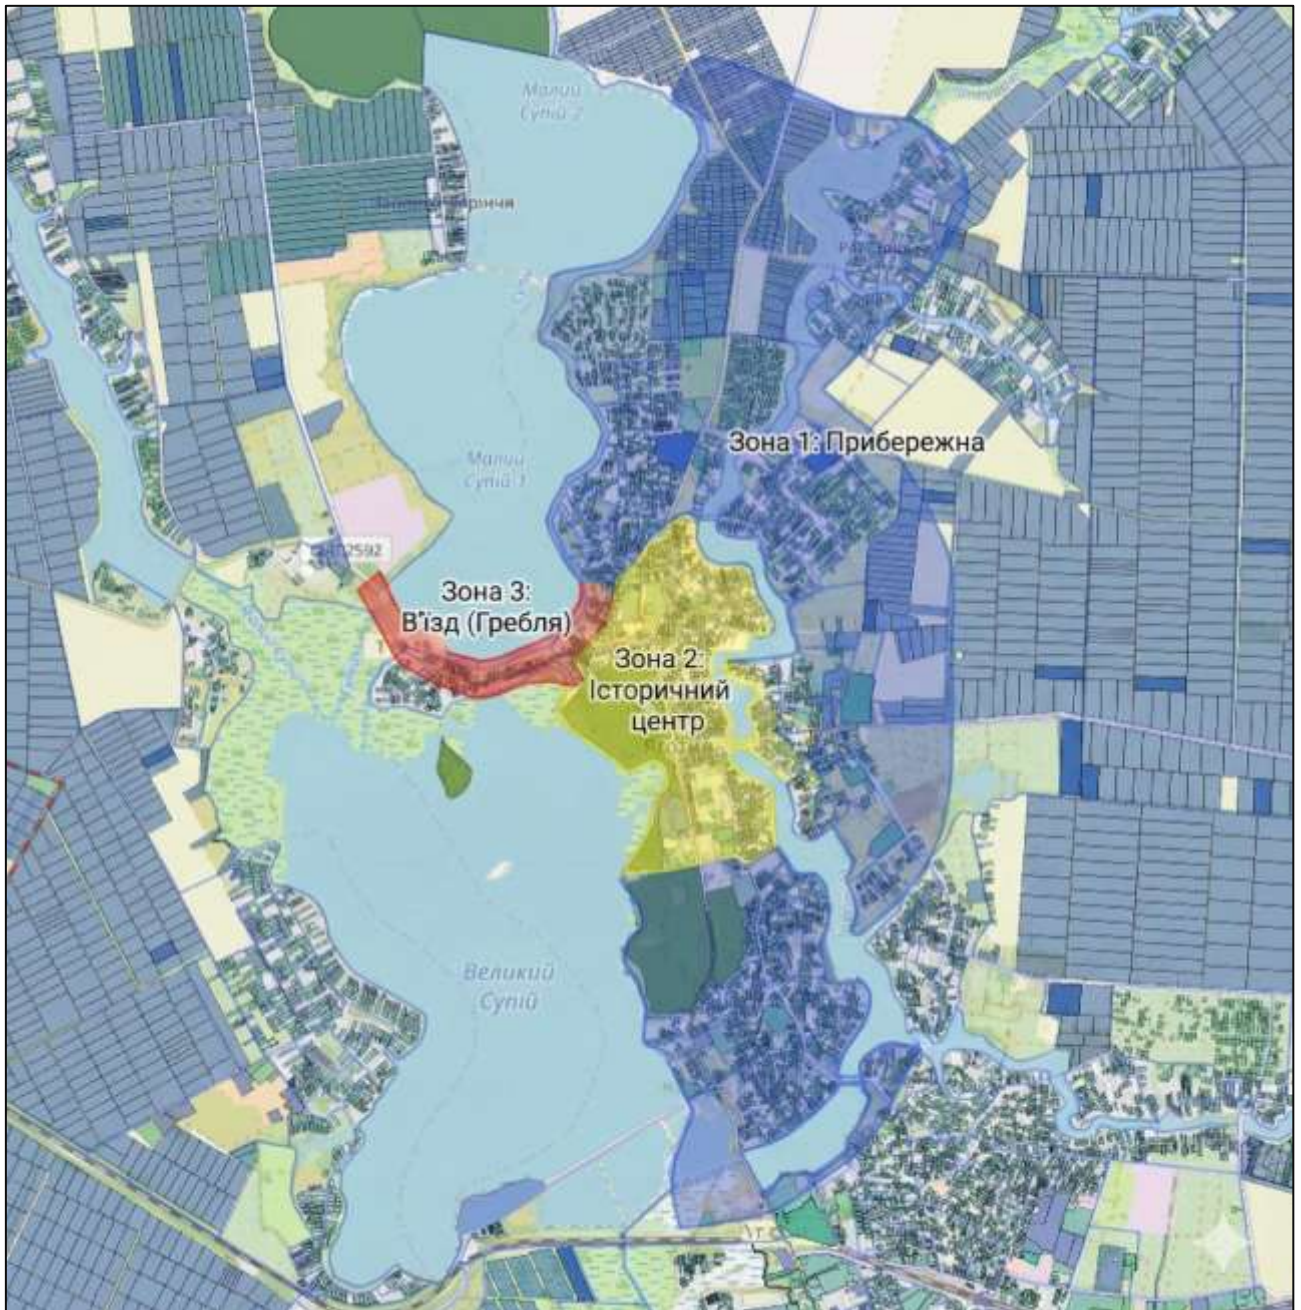 Малий
Супій 2
Зона 1: Прибережна
Малий
Супій 1
Зона 3:
В'їзд (Гребля)
Зона 2:
Історичний
центр
Великий
Супій